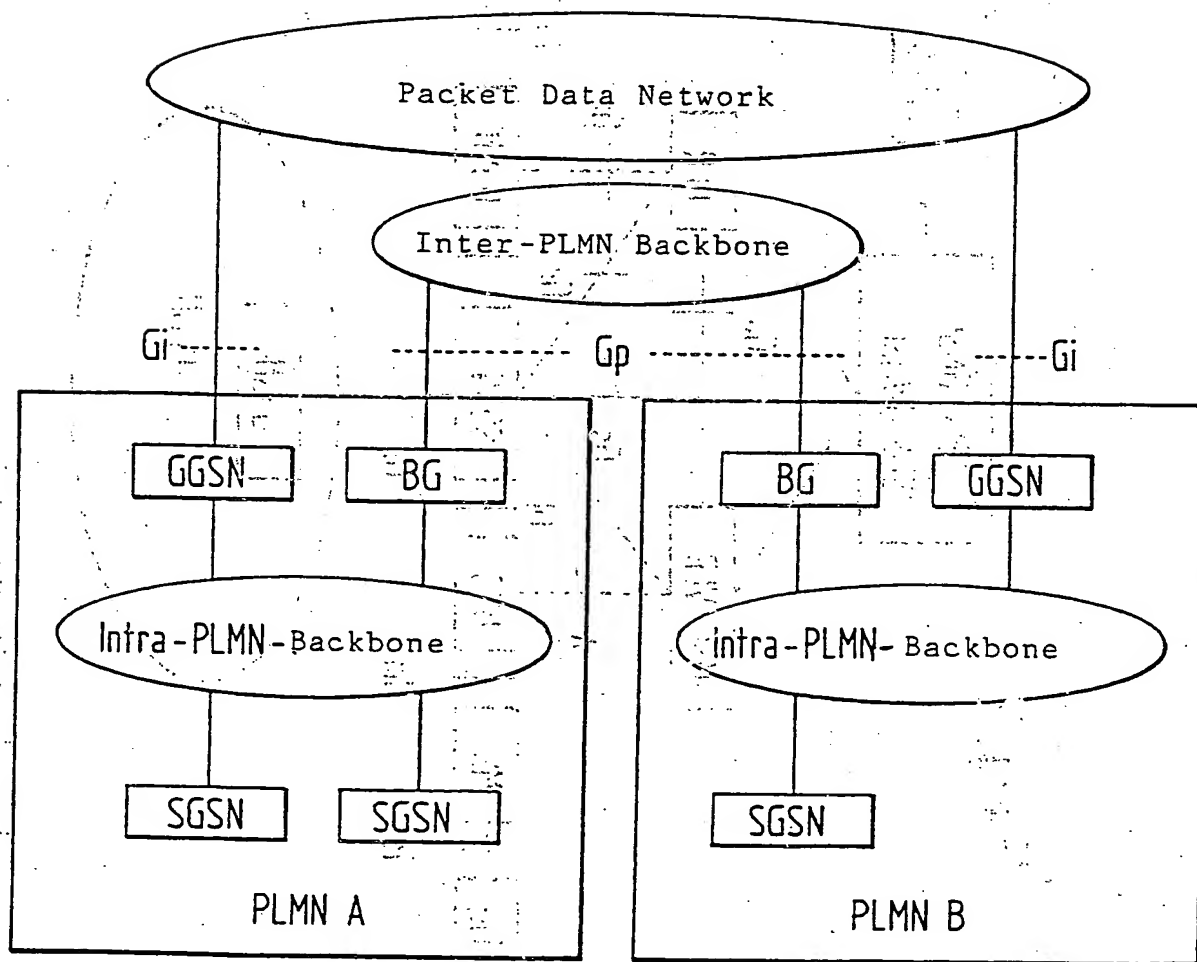 Packet Data Network
Inter-PLMN Backbone
Gi
Gp
Gi
GGSN
BG
BG
GGSN
Intra-PLMN-Backbone
intra-PLMN-Backbone
SGSN
SGSN
SGSN
PLMN A
PLMN B